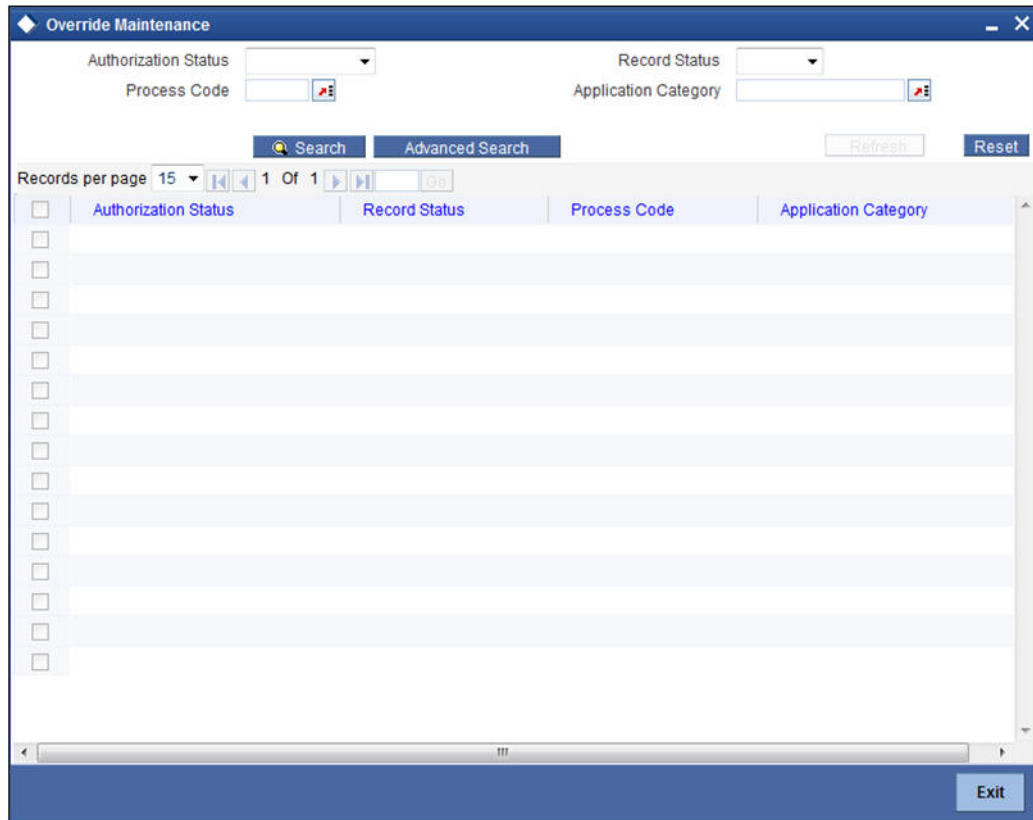 Override Maintenance
Authorization Status
Record Status
Process Code
Application Category
Search
Advanced Search
Refresh
Reset
Records per page 15 1 Of 1 Go
Authorization Status Record Status Process Code Application Category
Exit